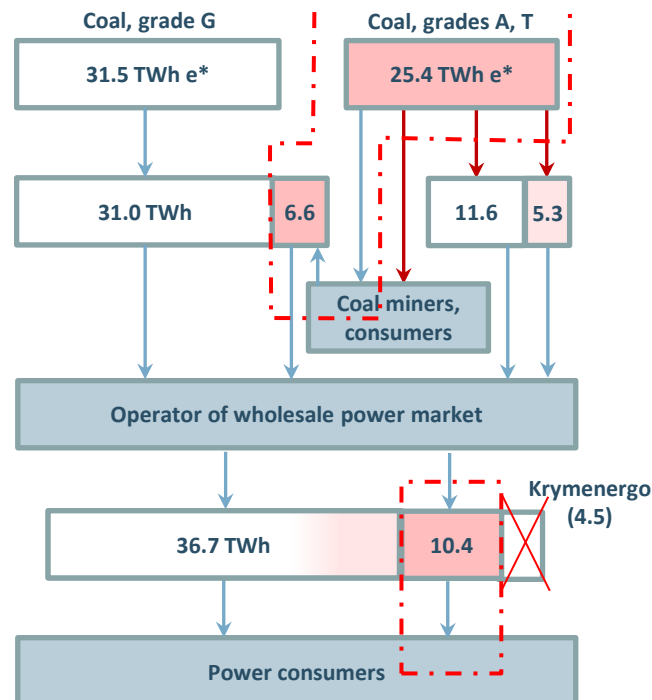 Coal, grade G
Coal, grades A, T
31.5 TWh e*
25.4 TWh e*
31.0 TWh
6.6
11.6
5.3
Coal miners,
consumers
Operator of wholesale power market
Krymenergo
(4.5)
36.7 TWh
10.4
Power consumers